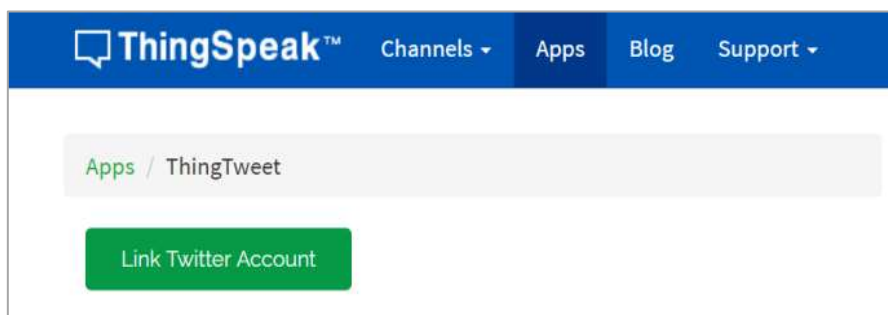 ThingSpeak™ Channels Apps Blog Support
Apps / ThingTweet
Link Twitter Account